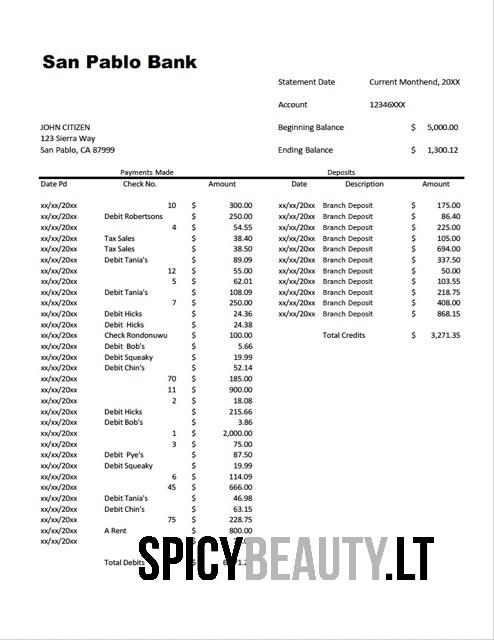 San Pablo Bank
Statement Date Current Monthend, 20XX
Account 12346XXX
JOHN CITIZEN Beginning Balance $ 5,000.00
123 Sierra Way
San Pablo, CA 87999 Ending Balance $ 1,300.12
Payments Made Deposits
Date Pd Check No. Amount Date Description Amount
xx/xx/20xx 10 $ 300.00 xx/xx/20xx Branch Deposit $ 175.00
xx/xx/20xx Debit Robertsons $ 250.00 xx/xx/20xx Branch Deposit $ 86.40
xx/xx/20xx 4 $ 54.55 xx/xx/20xx Branch Deposit $ 225.00
xx/xx/20xx Tax Sales $ 38.40 xx/xx/20xx Branch Deposit $ 105.00
xx/xx/20xx Tax Sales $ 38.50 xx/xx/20xx Branch Deposit $ 694.00
xx/xx/20xx Debit Tania's $ 89.09 xx/xx/20xx Branch Deposit $ 337.50
xx/xx/20xx 12 $ 55.00 xx/xx/20xx Branch Deposit $ 50.00
xx/xx/20xx 5 $ 62.01 xx/xx/20xx Branch Deposit $ 103.55
xx/xx/20xx Debit Tania's $ 108.09 xx/xx/20xx Branch Deposit $ 218.75
xx/xx/20xx 7 $ 250.00 xx/xx/20xx Branch Deposit $ 408.00
xx/xx/20xx Debit Hicks $ 24.36 xx/xx/20xx Branch Deposit $ 868.15
xx/xx/20xx Debit Hicks $ 24.38
xx/xx/20xx Check Rondonuwu $ 100.00 Total Credits $ 3,271.35
xx/xx/20xx Debit Bob's $ 5.66
xx/xx/20xx Debit Squeaky $ 19.99
xx/xx/20xx Debit Chin's $ 52.14
xx/xx/20xx 70 $ 185.00
xx/xx/20xx 11 $ 900.00
xx/xx/20xx 2 $ 18.08
xx/xx/20xx Debit Hicks $ 215.66
xx/xx/20xx Debit Bob's $ 3.86
xx/xx/20xx 1 $ 2,000.00
xx/xx/20xx 3 $ 75.00
xx/xx/20xx Debit Pye's $ 87.50
xx/xx/20xx Debit Squeaky $ 19.99
xx/xx/20xx 6 $ 114.09
xx/xx/20xx 45 $ 666.00
xx/xx/20xx Debit Tania's $ 46.98
xx/xx/20xx Debit Chin's $ 63.15
xx/xx/20xx 75 $ 228.75
xx/xx/20xx A Rent $ 800.00
xx/xx/20xx
SPICYBEAUTY.LT
Total Debits